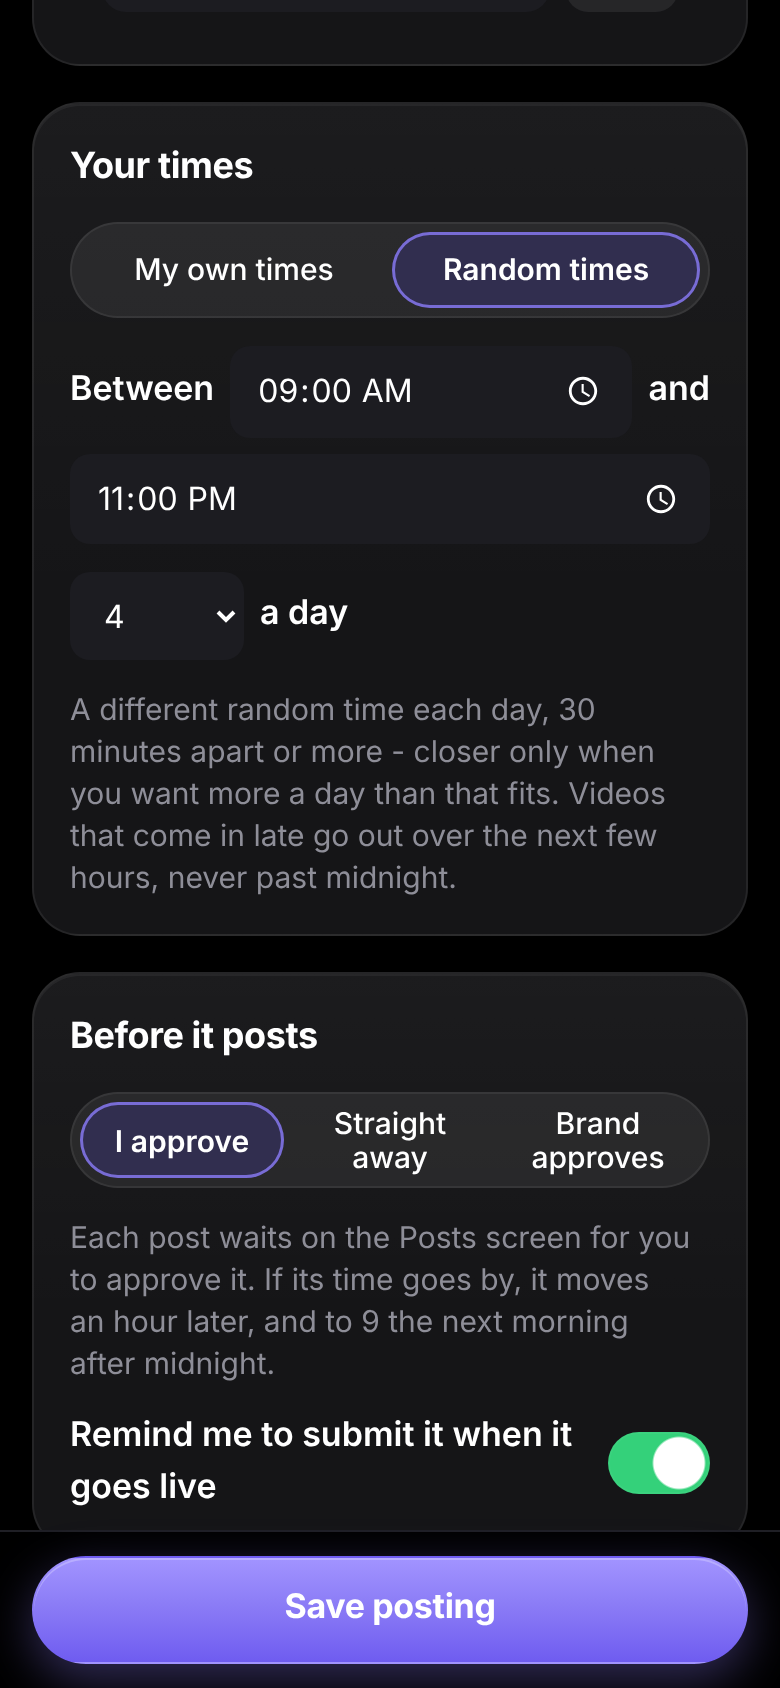 Your times
My own times
Random times
Between 09:00 AM and
11:00 PM
4 a day
A different random time each day, 30
minutes apart or more - closer only when
you want more a day than that fits. Videos
that come in late go out over the next few
hours, never past midnight.
Before it posts
I approve
Straight
away
Brand
approves
Each post waits on the Posts screen for you
to approve it. If its time goes by, it moves
an hour later, and to 9 the next morning
after midnight.
Remind me to submit it when it
goes live
Save posting